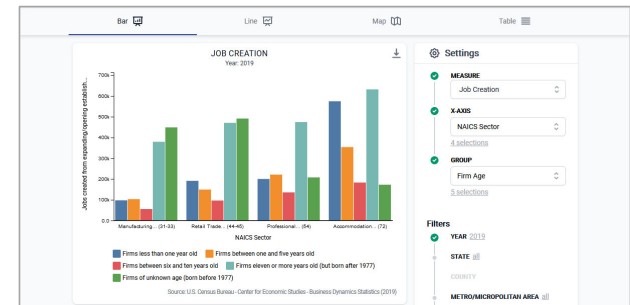 Bar
Line
Map
Table
JOB CREATION
Year: 2019
Jobs created from expanding/opening establish...
700k
600k
500k
400k
300k
200k
100k
0.0
Manufacturing... (31-33)
Retail Trade... (44-45)
Professional... (54)
Accommodation... (72)
NAICS Sector
Firms less than one year old
Firms between one and five years old
Firms between six and ten years old
Firms eleven or more years old (but born after 1977)
Firms of unknown age (born before 1977)
Source: U.S. Census Bureau - Center for Economic Studies - Business Dynamics Statistics (2019)
Settings
MEASURE
Job Creation
X-AXIS
NAICS Sector
4 selections
GROUP
Firm Age
5 selections
Filters
YEAR 2019
STATE all
COUNTY
METRO/MICROPOLITAN AREA all